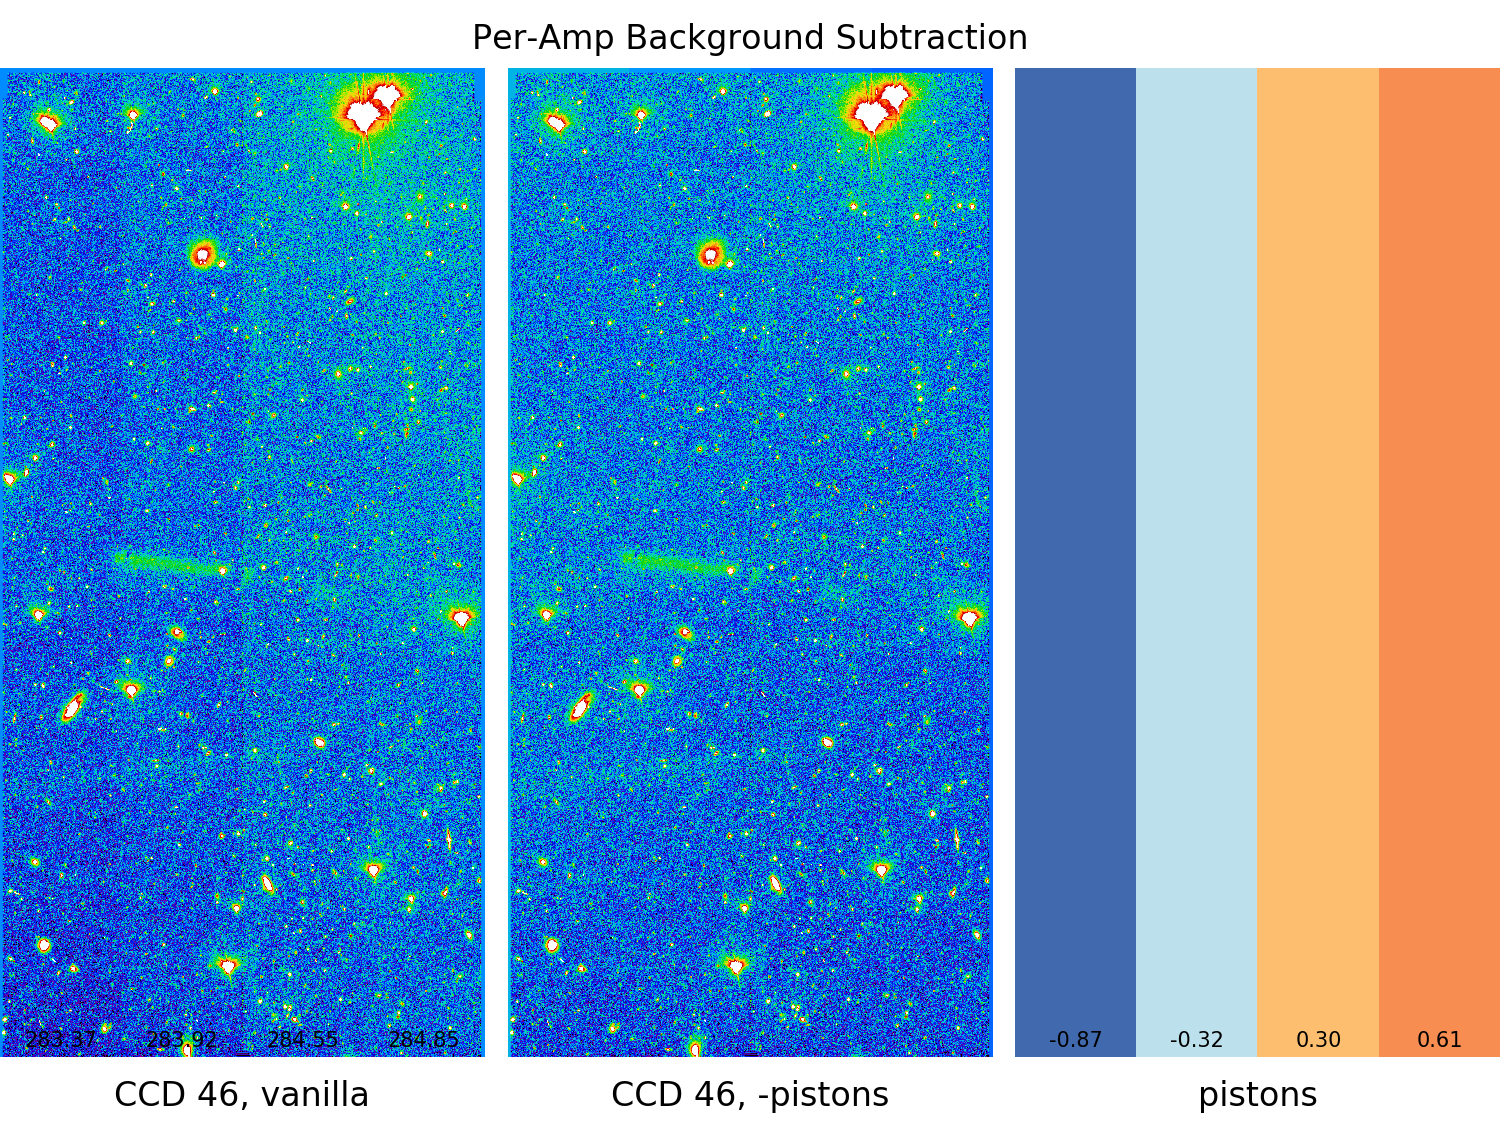 Per-Amp Background Subtraction
283.37 283.92 284.55 284.85
-0.87 -0.32 0.30 0.61
CCD 46, vanilla
CCD 46, -pistons
pistons